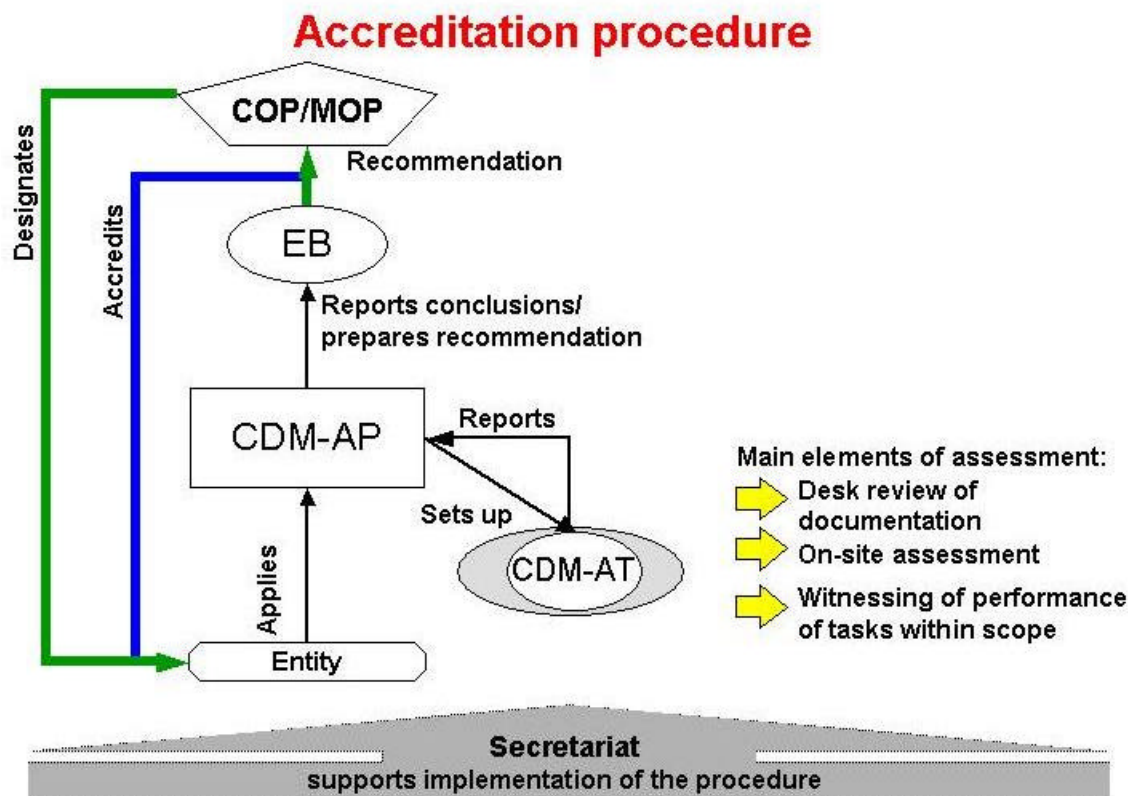 Accreditation procedure
COP/MOP
Recommendation
Designates
Accredits
EB
Reports conclusions/
prepares recommendation
CDM-AP
Reports
Sets up
CDM-AT
Applies
Entity
Main elements of assessment:
Desk review of
documentation
On-site assessment
Witnessing of performance
of tasks within scope
Secretariat
supports implementation of the procedure